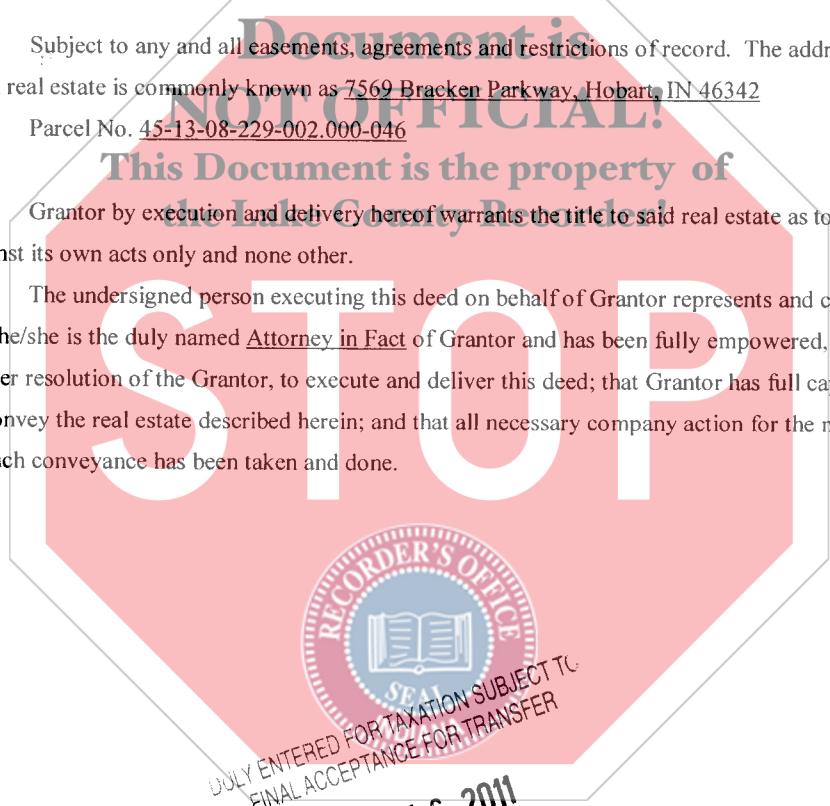 Document is
Subject to any and all easements, agreements and restrictions of record. The addr
real estate is commonly known as 7569 Bracken Parkway, Hobart, IN 46342
NOT OFFICIAL!
Parcel No. 45-13-08-229-002.000-046
This Document is the property of
the Lake County Recorder!
Grantor by execution and delivery hereof warrants the title to said real estate as to
nst its own acts only and none other.
The undersigned person executing this deed on behalf of Grantor represents and c
he/she is the duly named Attorney in Fact of Grantor and has been fully empowered,
er resolution of the Grantor, to execute and deliver this deed; that Grantor has full ca
onvey the real estate described herein; and that all necessary company action for the
ch conveyance has been taken and done.
STOP
RECORDER'S OFFICE
SEAL
INDIANA
DULY ENTERED FOR TAXATION SUBJECT TO
FINAL ACCEPTANCE FOR TRANSFER
2011